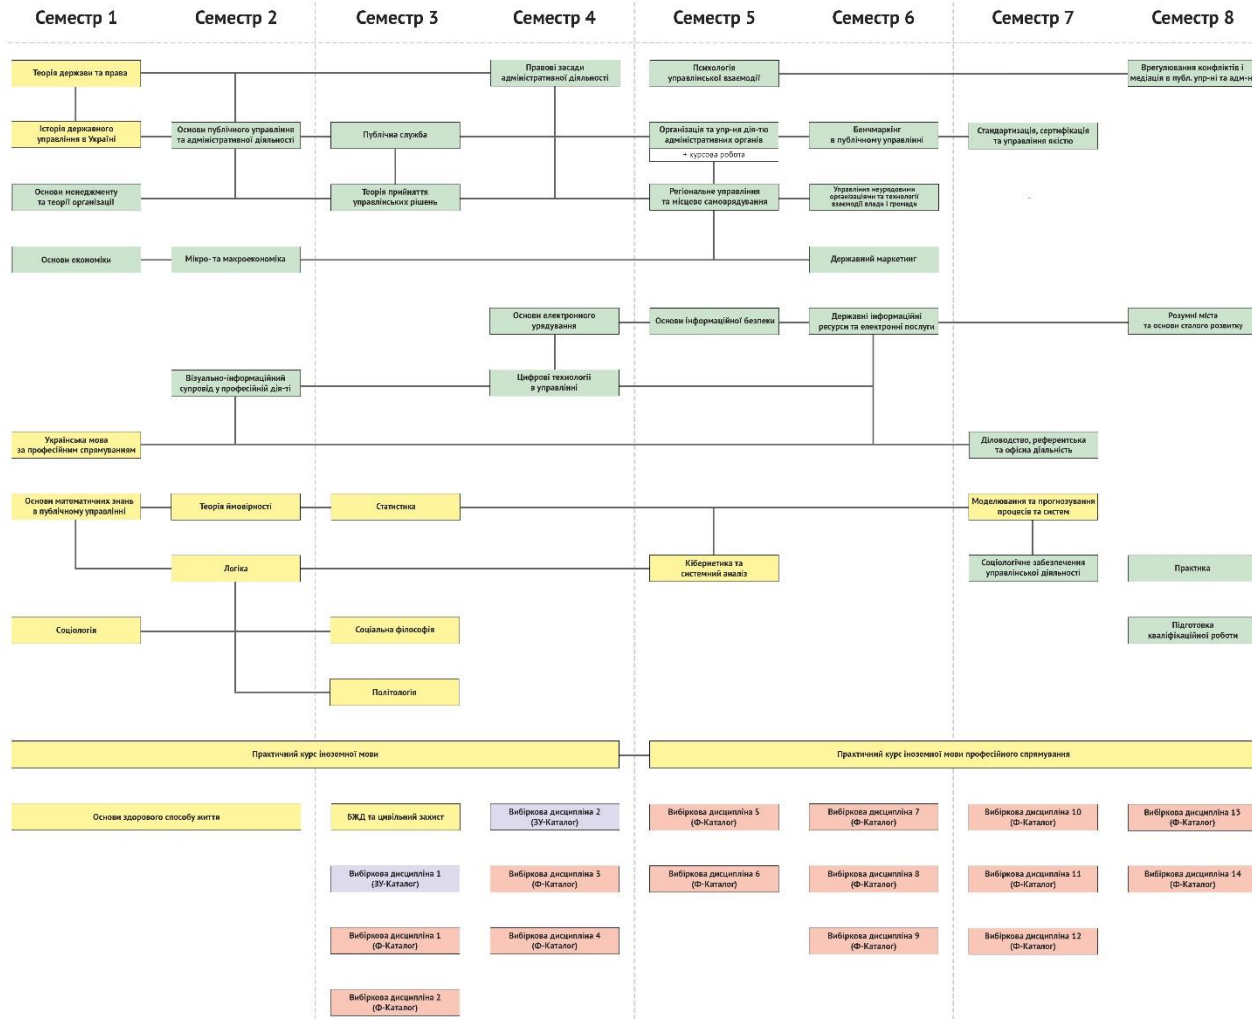 Семестр 1
Семестр 2
Семестр 3
Семестр 4
Семестр 5
Семестр 6
Семестр 7
Семестр 8
Теорія держави та права
Правові засади
адміністративної діяльності
Психологія
управлінської взаємодії
Врегулювання конфліктів і
медіація в публ. упр-ні та адм-н
Історія державного
управління в Україні
Основи публічного управління
та адміністративної діяльності
Публічна служба
Організація та упр-ня дія-тю
адміністративних органів
+ курсова робота
Бенчмаркінг
в публічному управлінні
Стандартизація, сертифікація
та управління якістю
Основи менеджменту
та теорії організації
Теорія прийняття
управлінських рішень
Регіональне управління
та місцеве самоврядування
Управління неурядовими
організаціями та технології
взаємодії влади і громади
Основи економіки
Мікро- та макроекономіка
Державний маркетинг
Основи електронного
урядування
Основи інформаційної безпеки
Державні інформаційні
ресурси та електронні послуги
Розумні міста
та основи сталого розвитку
Візуально-інформаційний
супровід у професійній дія-ті
Цифрові технології
в управлінні
Українська мова
за професійним спрямуванням
Діловодство, референтська
та офісна діяльність
Основи математичних знань
в публічному управлінні
Теорія ймовірності
Статистика
Моделювання та прогнозування
процесів та систем
Логіка
Кібернетика та
системний аналіз
Соціологічне забезпечення
управлінської діяльності
Практика
Соціологія
Соціальна філософія
Підготовка
кваліфікаційної роботи
Політологія
Практичний курс іноземної мови
Практичний курс іноземної мови професійного спрямування
Основи здорового способу життя
БЖД та цивільний захист
Вибіркова дисципліна 2
(ЗУ-Каталог)
Вибіркова дисципліна 5
(Ф-Каталог)
Вибіркова дисципліна 7
(Ф-Каталог)
Вибіркова дисципліна 10
(Ф-Каталог)
Вибіркова дисципліна 13
(Ф-Каталог)
Вибіркова дисципліна 1
(ЗУ-Каталог)
Вибіркова дисципліна 3
(Ф-Каталог)
Вибіркова дисципліна 6
(Ф-Каталог)
Вибіркова дисципліна 8
(Ф-Каталог)
Вибіркова дисципліна 11
(Ф-Каталог)
Вибіркова дисципліна 14
(Ф-Каталог)
Вибіркова дисципліна 1
(Ф-Каталог)
Вибіркова дисципліна 4
(Ф-Каталог)
Вибіркова дисципліна 9
(Ф-Каталог)
Вибіркова дисципліна 12
(Ф-Каталог)
Вибіркова дисципліна 2
(Ф-Каталог)